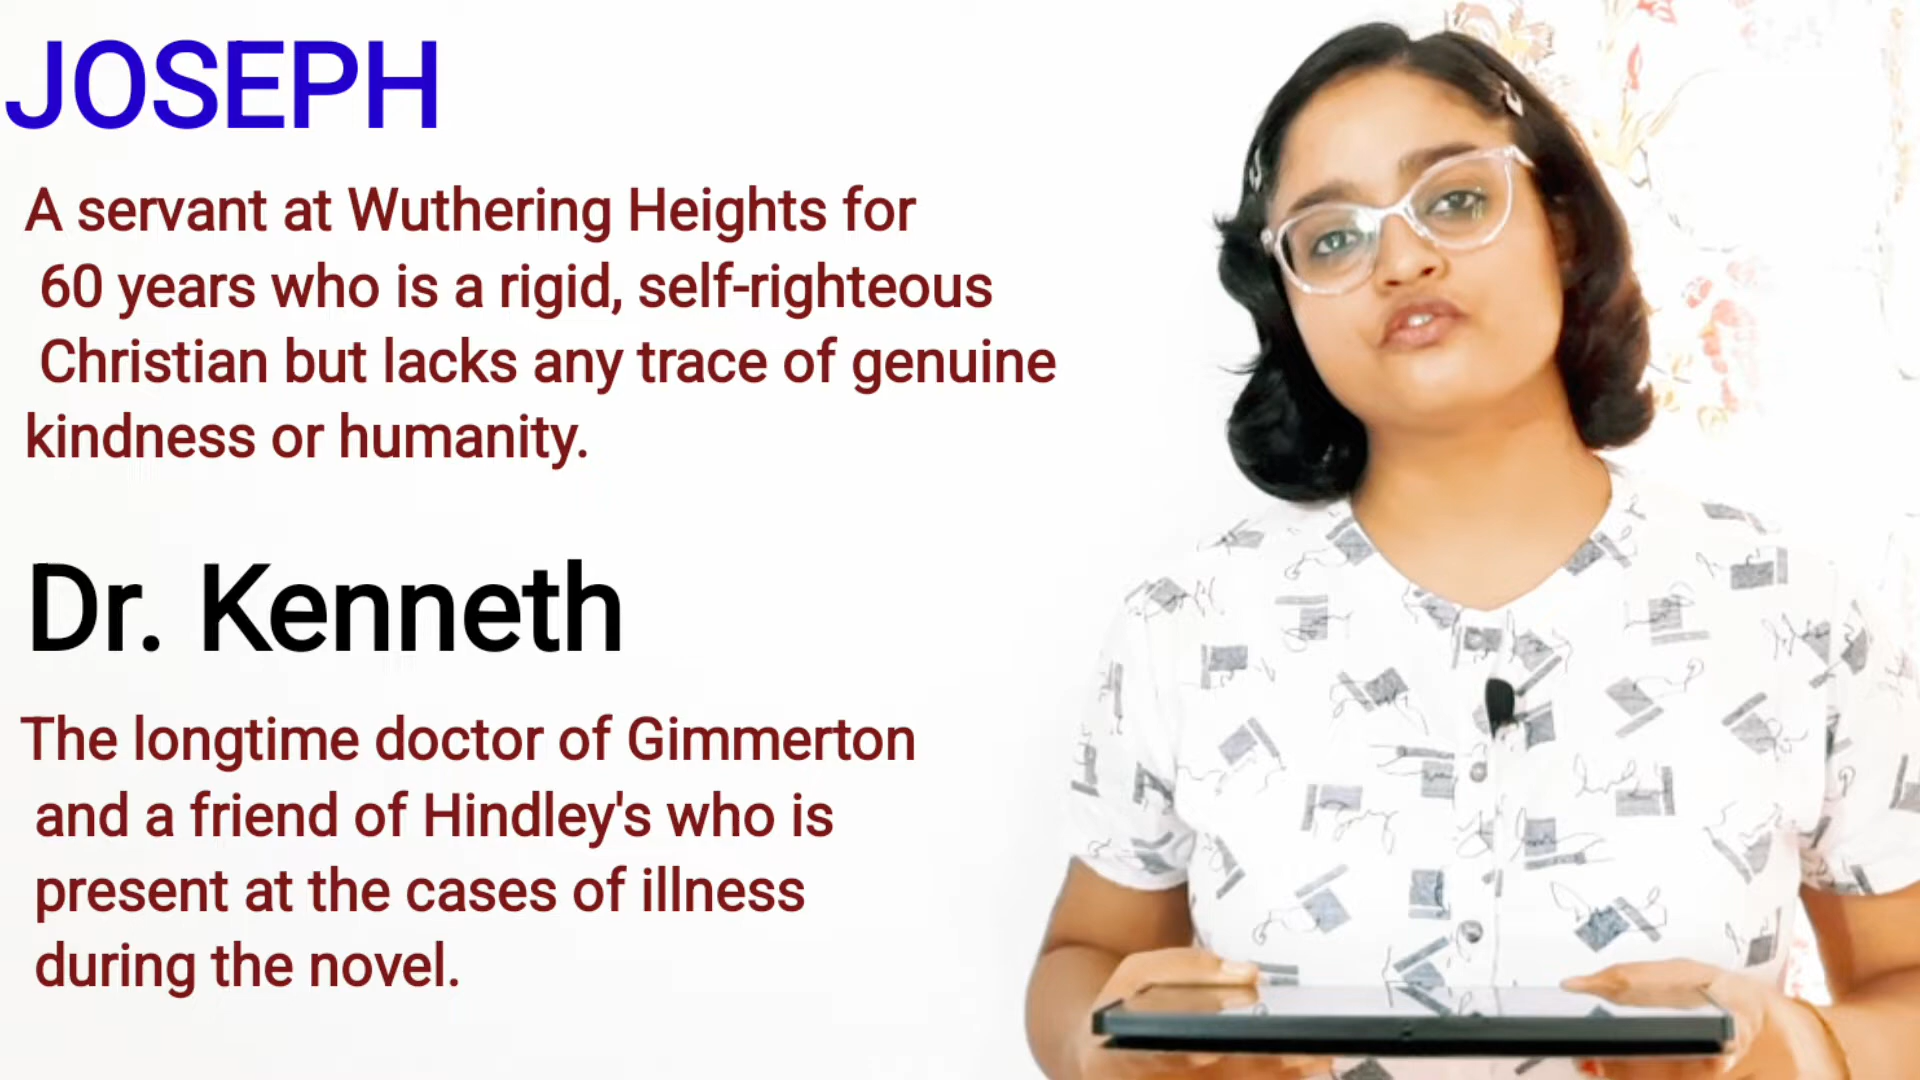 JOSEPH
A servant at Wuthering Heights for
60 years who is a rigid, self-righteous
Christian but lacks any trace of genuine
kindness or humanity.
Dr. Kenneth
The longtime doctor of Gimmerton
and a friend of Hindley's who is
present at the cases of illness
during the novel.